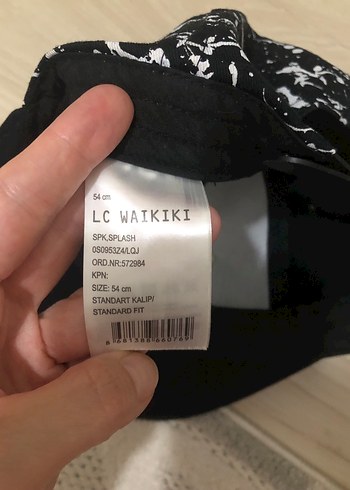 54 cm
LC WAIKIKI
SPK,SPLASH
0S0953Z4/LQJ
ORD.NR:572984
KPN:
SIZE: 54 cm
STANDART KALIP/
STANDARD FIT